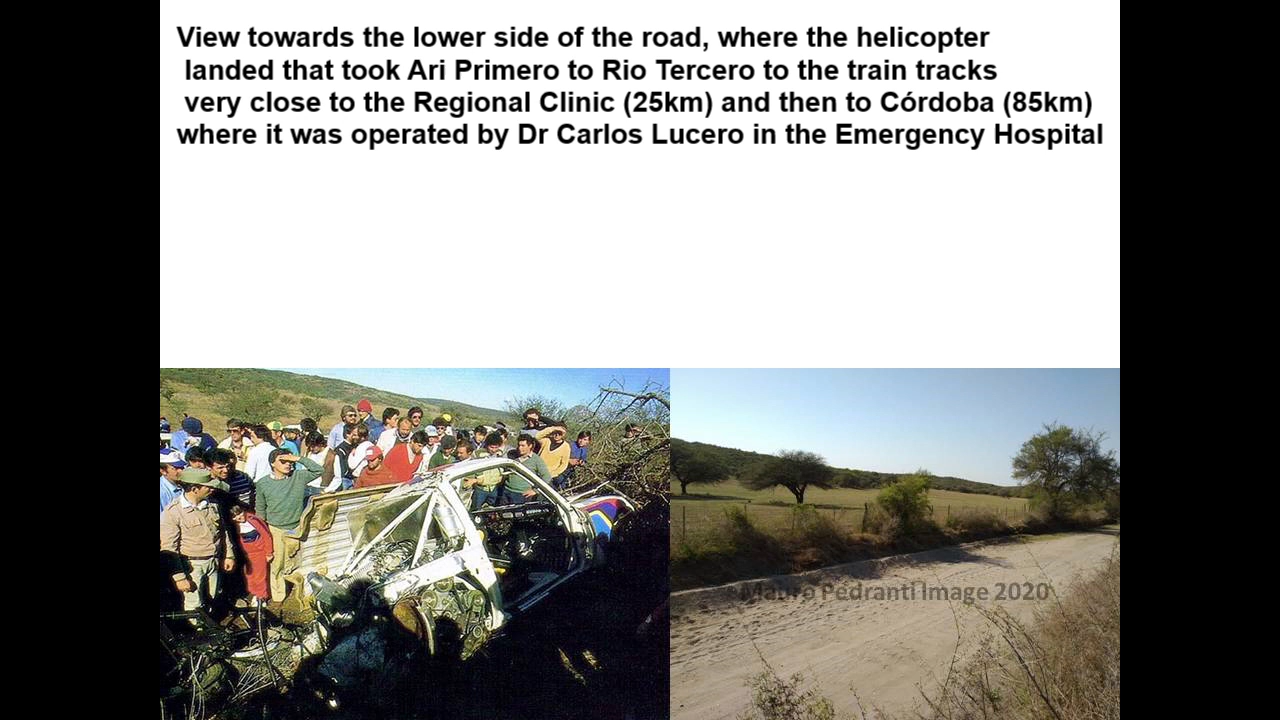 View towards the lower side of the road, where the helicopter
landed that took Ari Primero to Rio Tercero to the train tracks
very close to the Regional Clinic (25km) and then to Córdoba (85km)
where it was operated by Dr Carlos Lucero in the Emergency Hospital
Mauro Pedranti Image 2020